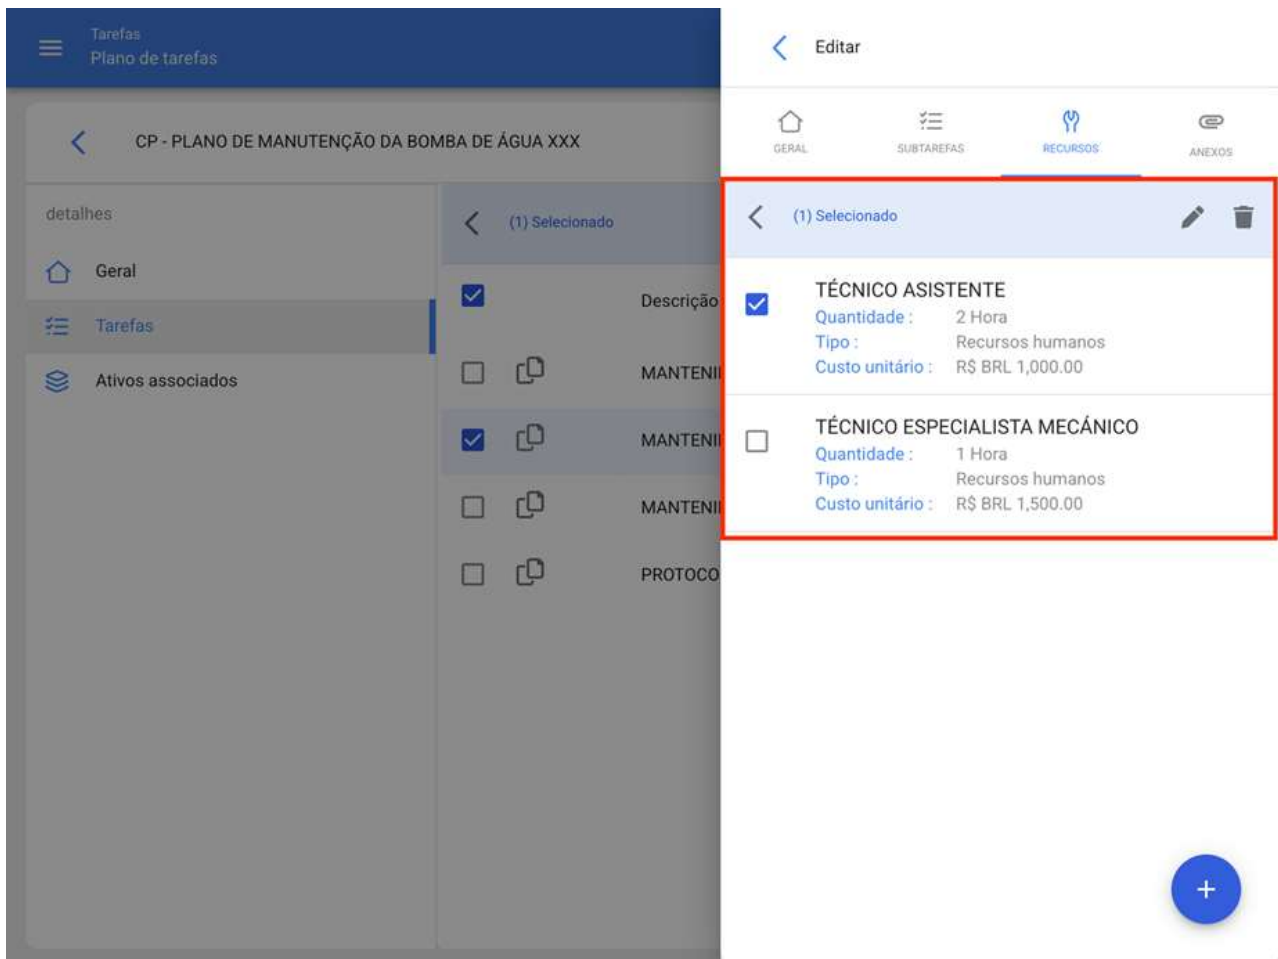 Tarefas
Plano de tarefas
CP - PLANO DE MANUTENÇÃO DA BOMBA DE ÁGUA XXX
detalhes
Geral
Tarefas
Ativos associados
(1) Selecionado
Descrição
MANTENI
MANTENI
MANTENI
PROTOCO
Editar
GERAL
SUBTAREFAS
RECURSOS
ANEXOS
(1) Selecionado
TÉCNICO ASISTENTE
Quantidade : 2 Hora
Tipo : Recursos humanos
Custo unitário : R$ BRL 1,000.00
TÉCNICO ESPECIALISTA MECÁNICO
Quantidade : 1 Hora
Tipo : Recursos humanos
Custo unitário : R$ BRL 1,500.00